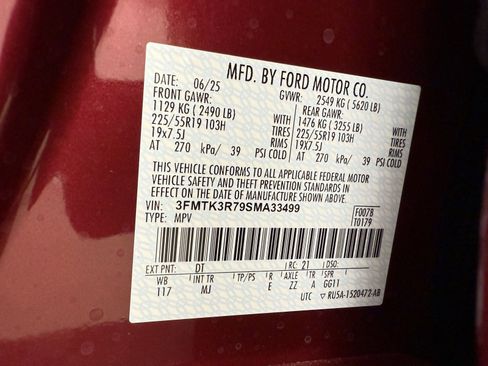 MFD. BY FORD MOTOR CO.
06/25 GVWR: 2549 KG ( 5620 LB)
FRONT GAWR: REAR GAWR:
1129 KG ( 2490 LB) WITH 1476 KG ( 3255 LB) WITH
225/55R19 103H TIRES 225/55R19 103H TIRES
19x7.5J RIMS 19X7.5J RIMS
AT 270 kPa/ 39 PSI COLD AT 270 kPa/ 39 PSI COLD
THIS VEHICLE CONFORMS TO ALL APPLICABLE FEDERAL MOTOR
VEHICLE SAFETY AND THEFT PREVENTION STANDARDS IN
EFFECT ON THE DATE OF MANUFACTURE SHOWN ABOVE.
VIN: 3FMTK3R79SMA33499 F0078
TYPE: MPV T0179
EXT PNT: DT RC: 21 DSO:
WB INT TR TP/PS R AXLE TR SPR
117 MJ E ZZ A GG11
UTC ▽ RU5A-1520472-AB